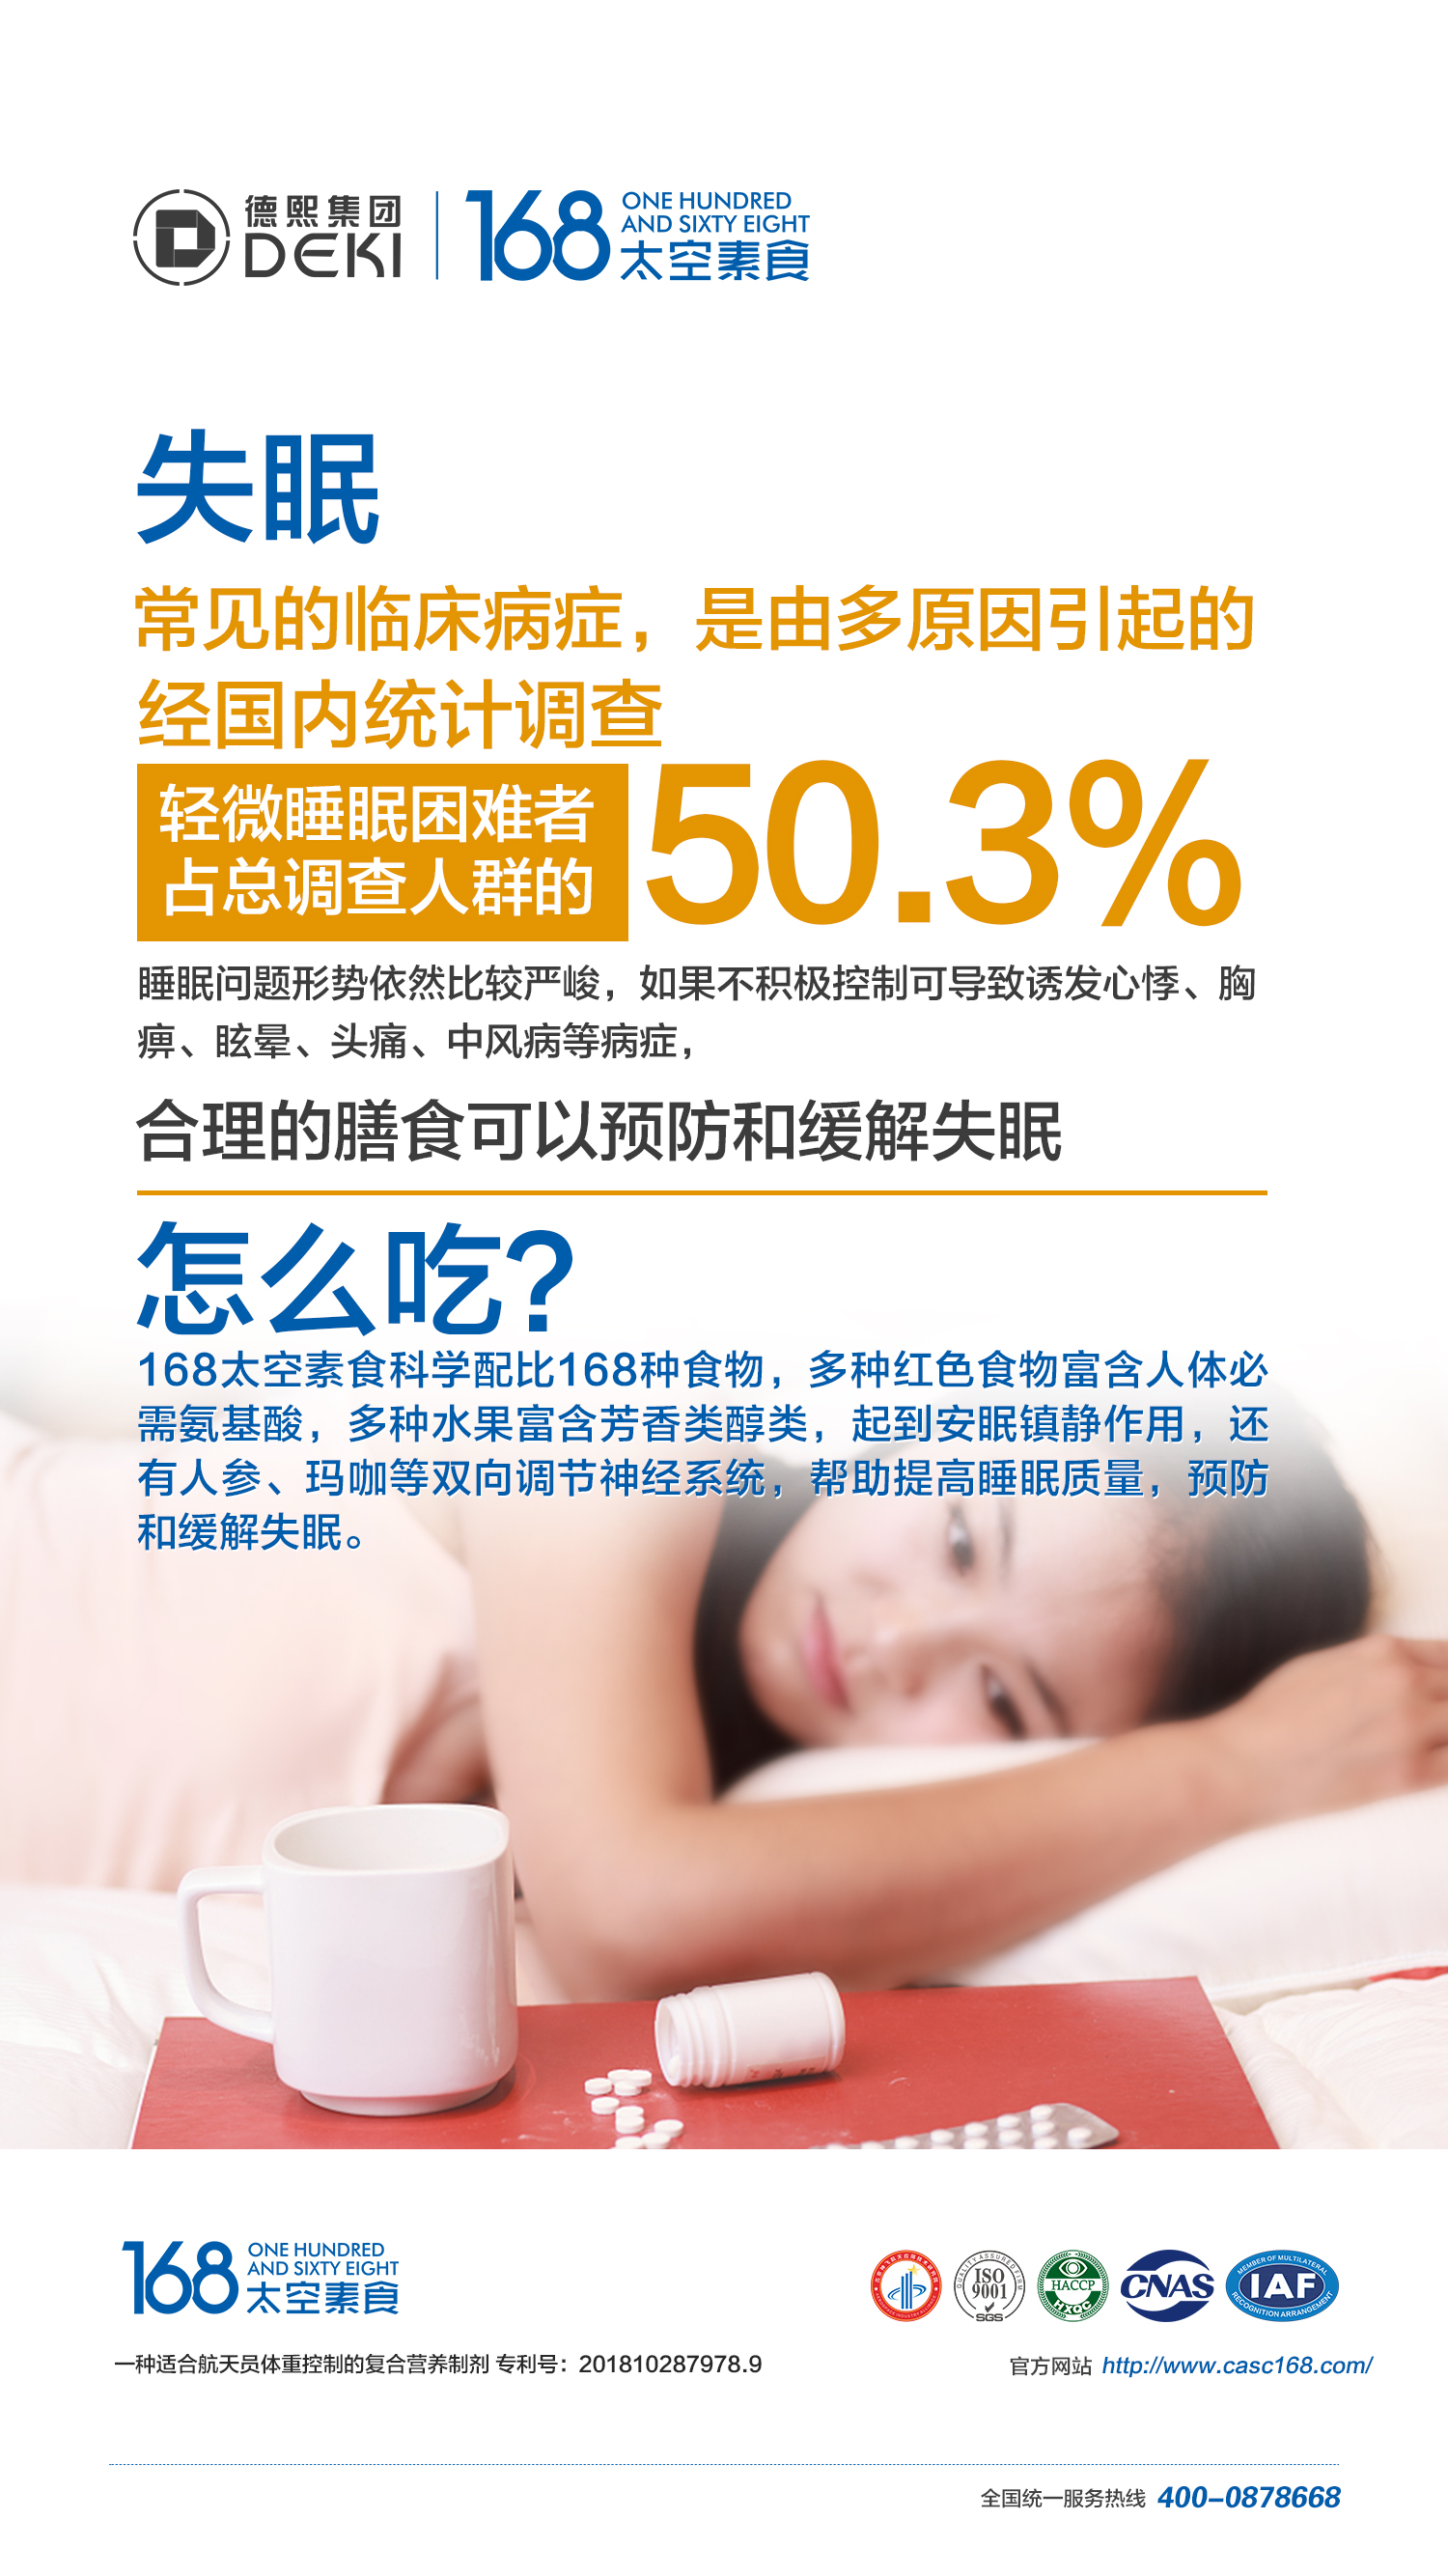 德熙集团
DEKI
168
ONE HUNDRED
AND SIXTY EIGHT
太空素食
失眠
常见的临床病症，是由多原因引起的
经国内统计调查
轻微睡眠困难者
占总调查人群的
50.3%
睡眠问题形势依然比较严峻，如果不积极控制可导致诱发心悸、胸
痹、眩晕、头痛、中风病等病症，
合理的膳食可以预防和缓解失眠
怎么吃？
168太空素食科学配比168种食物，多种红色食物富含人体必
需氨基酸，多种水果富含芳香类醇类，起到安眠镇静作用，还
有人参、玛咖等双向调节神经系统，帮助提高睡眠质量，预防
和缓解失眠。
168
ONE HUNDRED
AND SIXTY EIGHT
太空素食
QUALITY ASSURED FIRM
ISO
9001
SGS
HACCP
HXQC
CNAS
MEMBER OF MULTILATERAL
IAF
RECOGNITION ARRANGEMENT
一种适合航天员体重控制的复合营养制剂 专利号：201810287978.9
官方网站 http://www.casc168.com/
全国统一服务热线 400-0878668